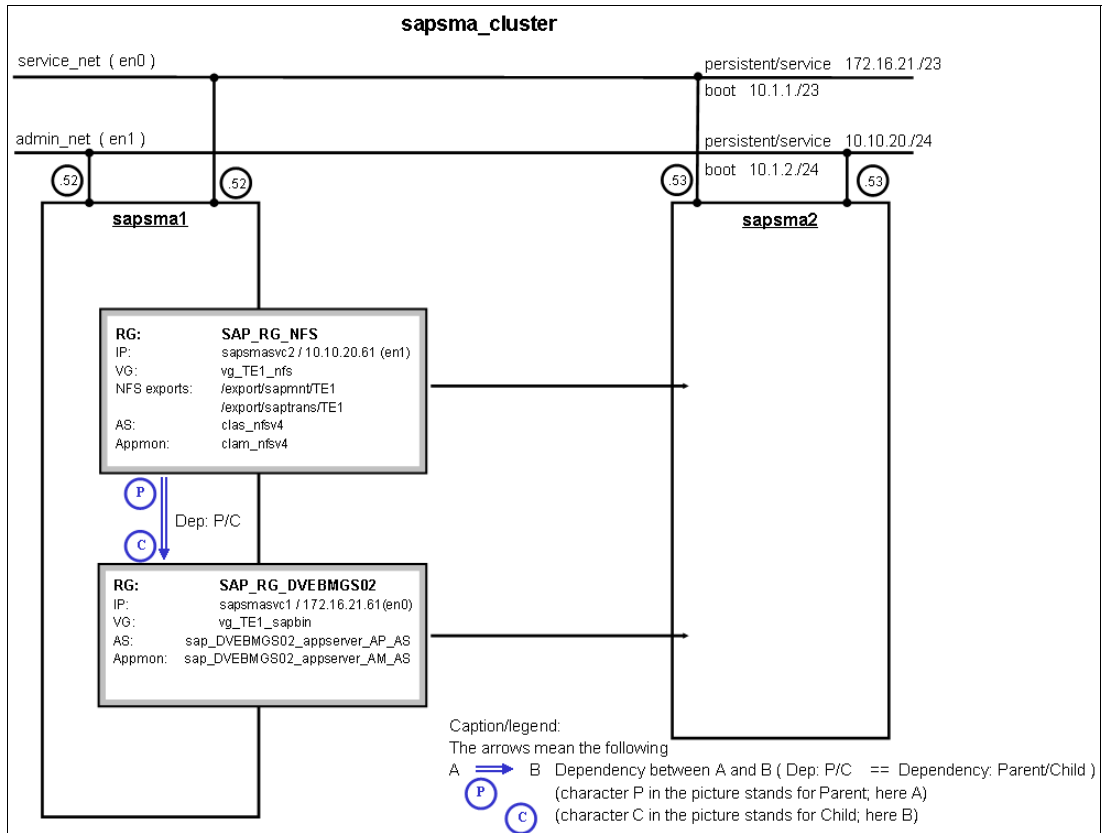 sapsma_cluster
service_net ( en0 )
persistent/service 172.16.21./23
boot 10.1.1./23
admin_net ( en1 )
persistent/service 10.10.20./24
boot 10.1.2./24
.52
.52
.53
.53
sapsma1
sapsma2
RG: SAP_RG_NFS
IP: sapsmasvc2 / 10.10.20.61 (en1)
VG: vg_TE1_nfs
NFS exports: /export/sapmnt/TE1
/export/saptrans/TE1
AS: clas_nfsv4
Appmon: clam_nfsv4
P
Dep: P/C
C
RG: SAP_RG_DVEBMGS02
IP: sapsmasvc1 / 172.16.21.61(en0)
VG: vg_TE1_sapbin
AS: sap_DVEBMGS02_appserver_AP_AS
Appmon: sap_DVEBMGS02_appserver_AM_AS
Caption/legend:
The arrows mean the following
A B Dependency between A and B ( Dep: P/C == Dependency: Parent/Child )
P (character P in the picture stands for Parent; here A)
C (character C in the picture stands for Child; here B)